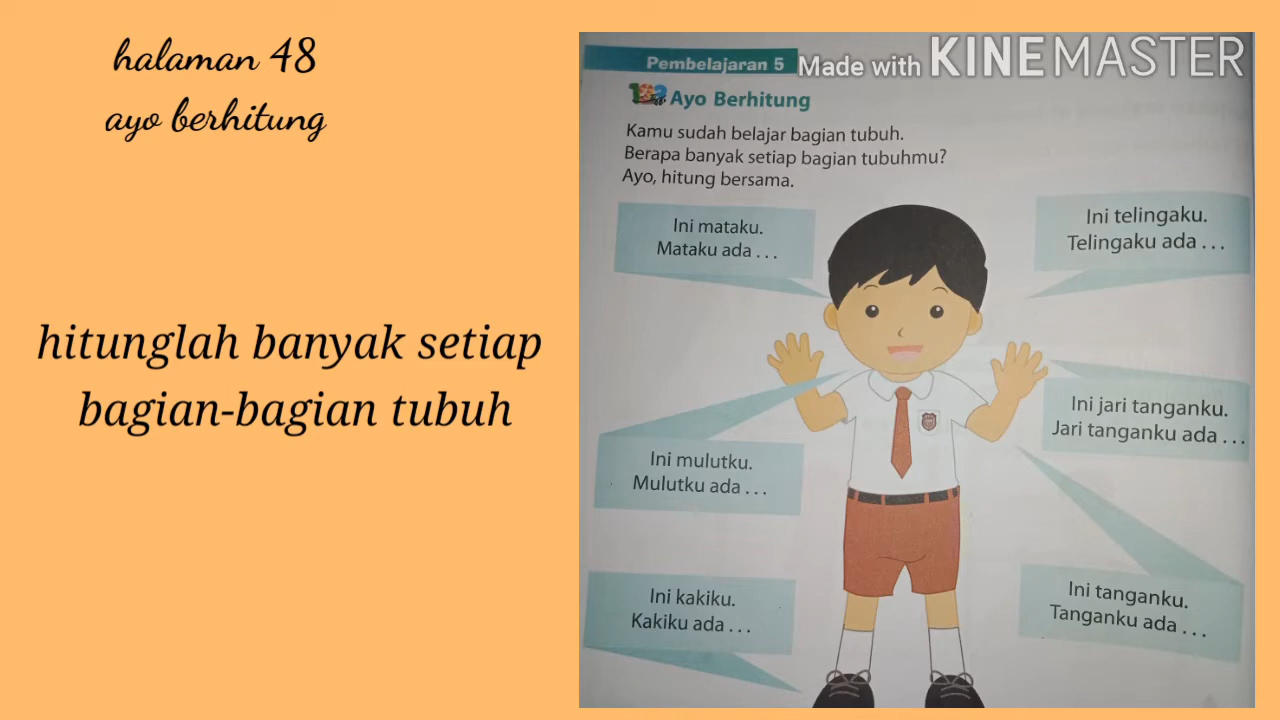 halaman 48
ayo berhitung
hitunglah banyak setiap
bagian-bagian tubuh
Made with KINEMASTER
Pembelajaran 5
Ayo Berhitung
Kamu sudah belajar bagian tubuh.
Berapa banyak setiap bagian tubuhmu?
Ayo, hitung bersama.
Ini mataku.
Mataku ada . . .
Ini telingaku.
Telingaku ada . . .
Ini jari tanganku.
Jari tanganku ada . . .
Ini mulutku.
Mulutku ada . . .
Ini kakiku.
Kakiku ada . . .
Ini tanganku.
Tanganku ada . . .